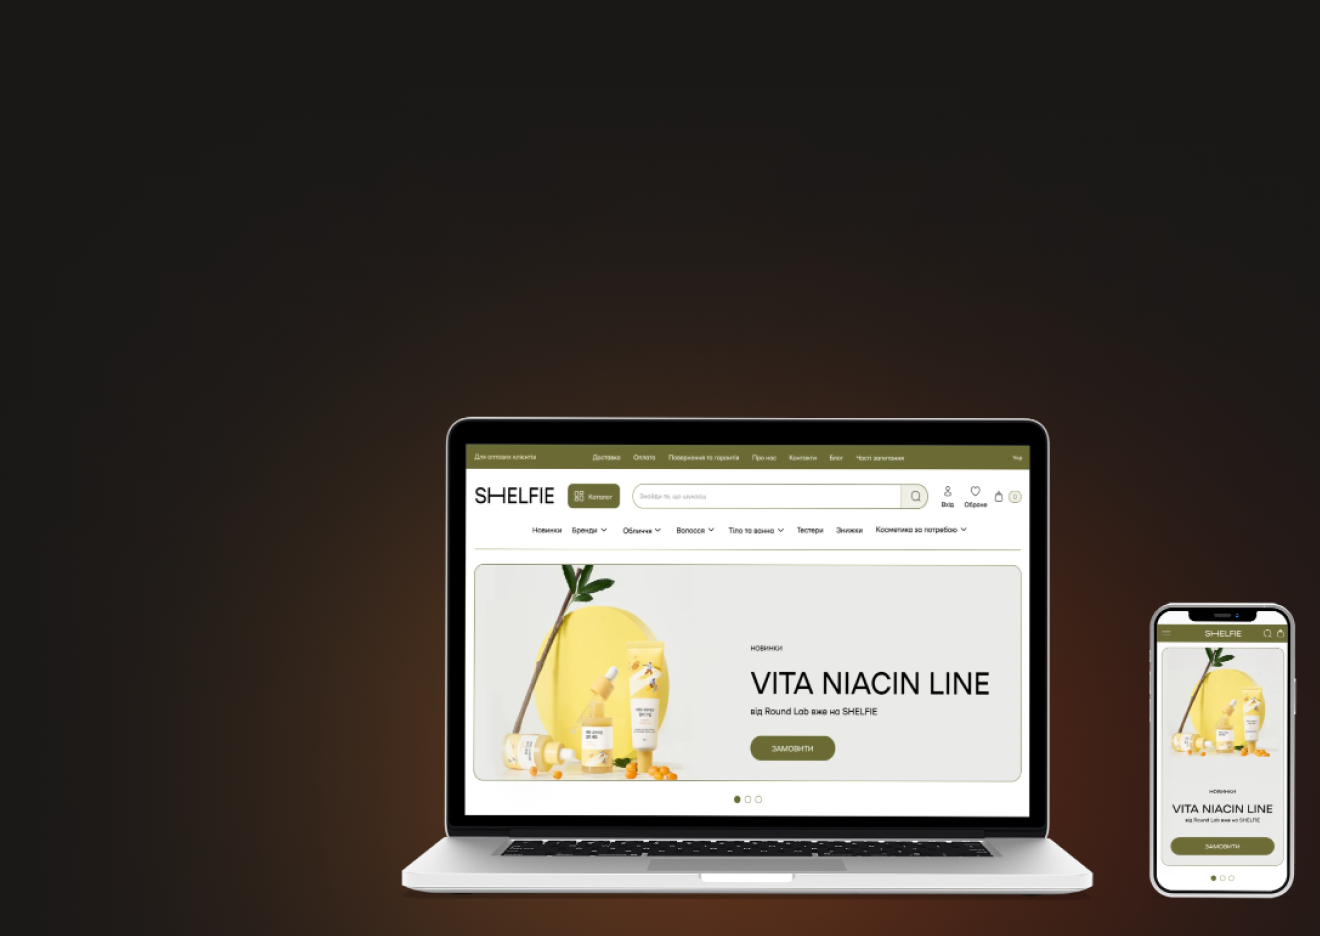 Для оптових клієнтів Доставка Оплата Повернення та гарантія Про нас Контакти Блог Часті запитання Укр
SHELFIE Каталог Знайди те, що шукаєш Вхід Обране 0
Новинки Бренди Обличчя Волосся Тіло та ванна Тестери Знижки Косметика за потребою
НОВИНКИ
VITA NIACIN LINE
від Round Lab вже на SHELFIE
ЗАМОВИТИ
SHELFIE
НОВИНКИ
VITA NIACIN LINE
від Round Lab вже на SHELFIE
ЗАМОВИТИ